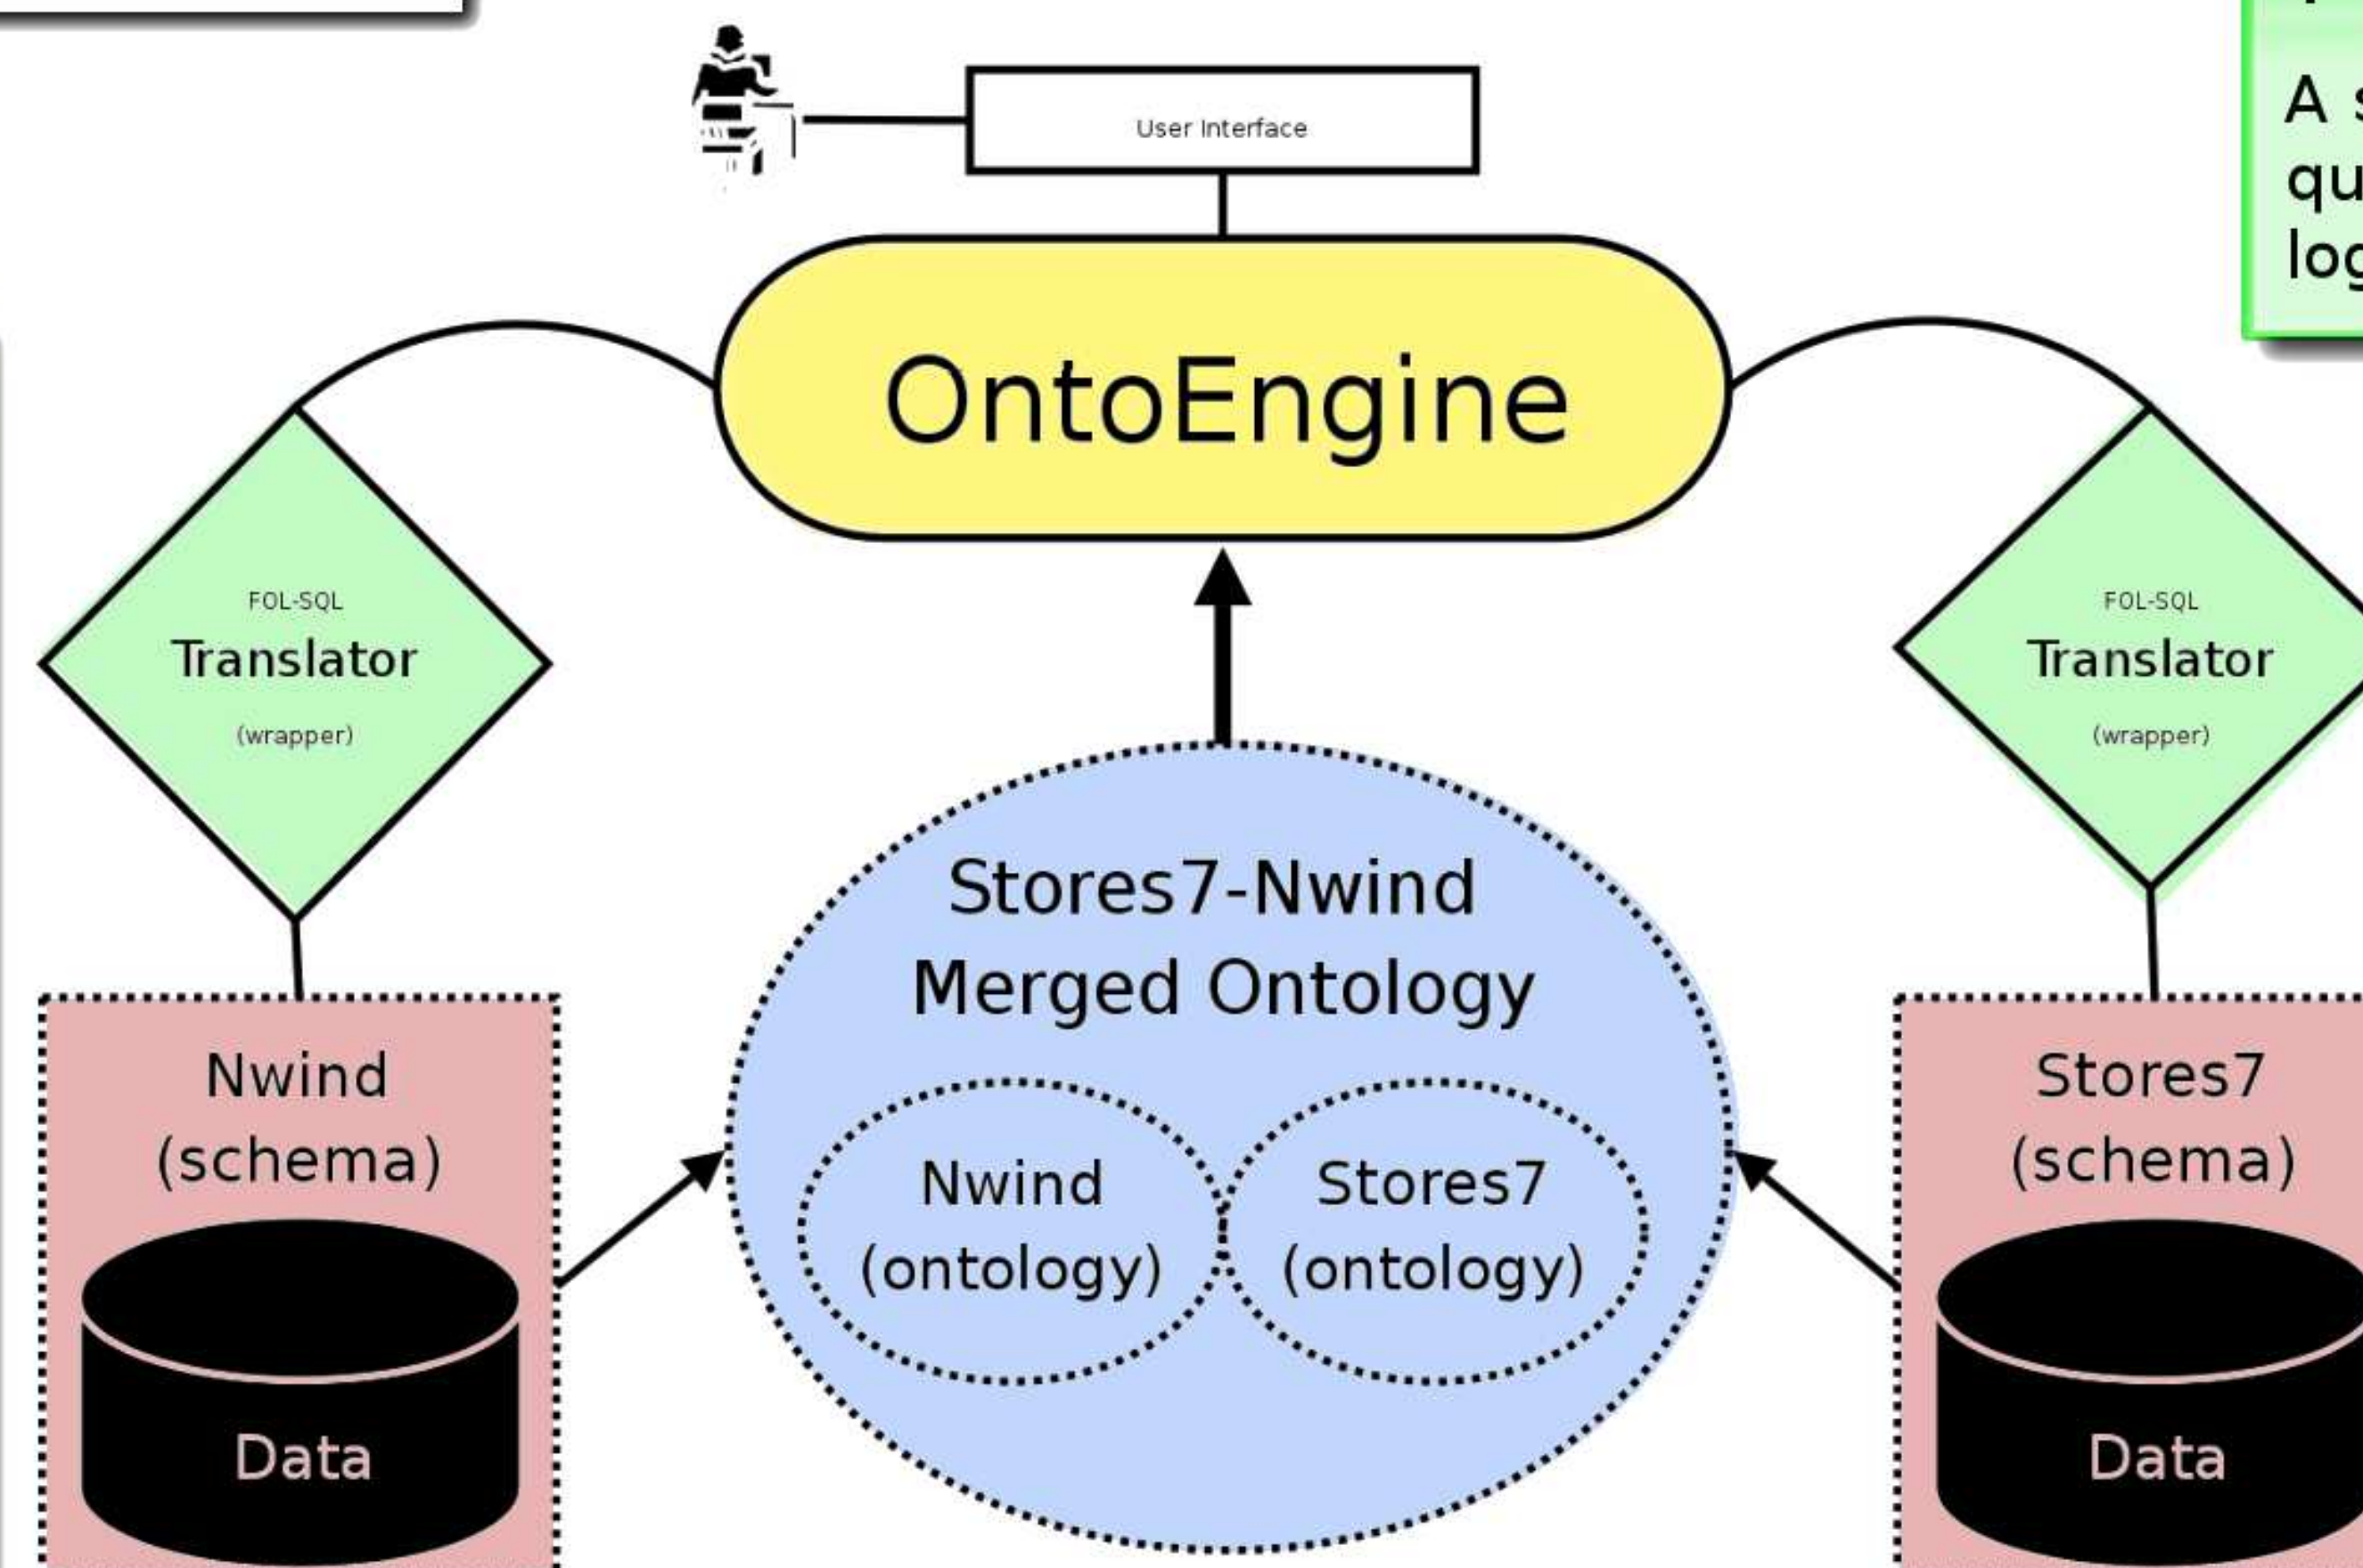 User Interface
A
OntoEngine
FOL-SQL
Translator
(wrapper)
FOL-SQL
Translator
(wrapper)
Stores7-Nwind
Merged Ontology
Nwind
(ontology)
Stores7
(ontology)
Nwind
(schema)
Data
Stores7
(schema)
Data